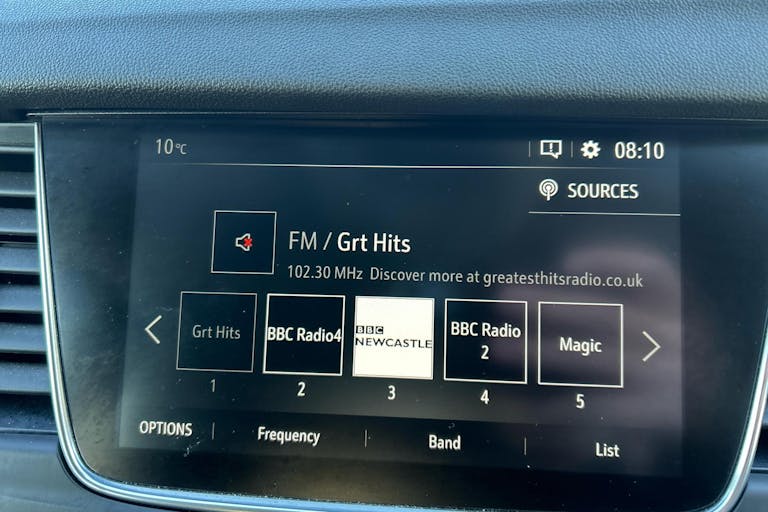 10°C
08:10
SOURCES
FM / Grt Hits
102.30 MHz Discover more at greatesthitsradio.co.uk
Grt Hits
BBC Radio4
BBC
NEWCASTLE
BBC Radio
2
Magic
1 2 3 4 5
OPTIONS Frequency Band List